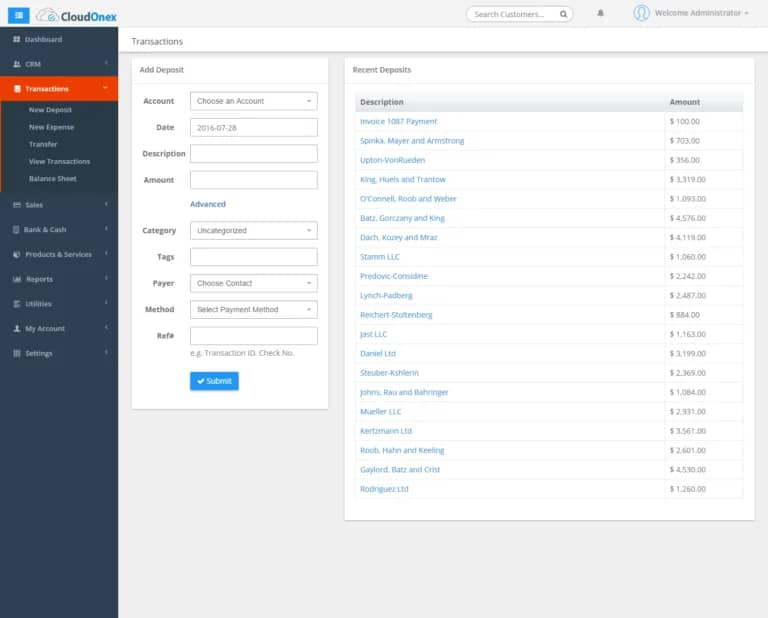 CloudOnex
Search Customers...
Welcome Administrator
Dashboard
CRM
Transactions
New Deposit
New Expense
Transfer
View Transactions
Balance Sheet
Sales
Bank & Cash
Products & Services
Reports
Utilities
My Account
Settings
Transactions
Add Deposit
Account Choose an Account
Date 2016-07-28
Description
Amount
Advanced
Category Uncategorized
Tags
Payer Choose Contact
Method Select Payment Method
Ref#
e.g. Transaction ID, Check No.
Submit
Recent Deposits
Description Amount
Invoice 1087 Payment $ 100.00
Spinka, Mayer and Armstrong $ 703.00
Upton-VonRueden $ 356.00
King, Huels and Trantow $ 3,319.00
O'Connell, Roob and Weber $ 1,093.00
Batz, Gorczany and King $ 4,576.00
Dach, Kozey and Mraz $ 4,119.00
Stamm LLC $ 1,060.00
Predovic-Considine $ 2,242.00
Lynch-Padberg $ 2,487.00
Reichert-Stoltenberg $ 884.00
Jast LLC $ 1,163.00
Daniel Ltd $ 3,199.00
Steuber-Kshlerin $ 2,369.00
Johns, Rau and Bahringer $ 1,084.00
Mueller LLC $ 2,931.00
Kertzmann Ltd $ 3,561.00
Roob, Hahn and Keeling $ 2,601.00
Gaylord, Batz and Crist $ 4,530.00
Rodriguez Ltd $ 1,260.00